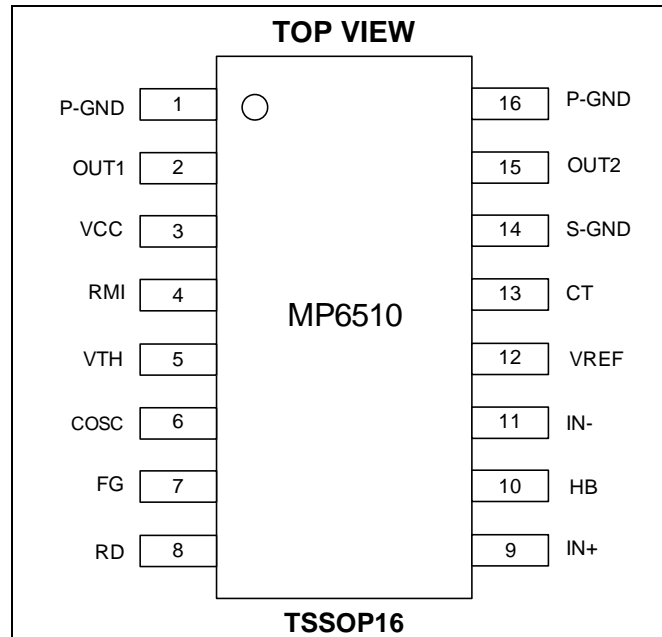 TOP VIEW
P-GND 1 16 P-GND
OUT1 2 15 OUT2
VCC 3 14 S-GND
RMI 4 13 CT
MP6510
VTH 5 12 VREF
COSC 6 11 IN-
FG 7 10 HB
RD 8 9 IN+
TSSOP16